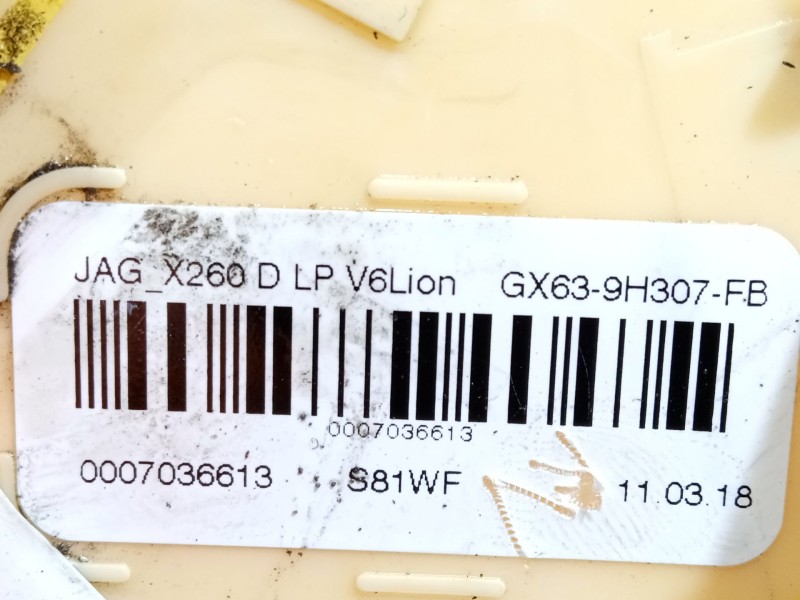 JAG_X260 D LP V6Lion GX63-9H307-FB
0007036613
0007036613 S81WF 11.03.18